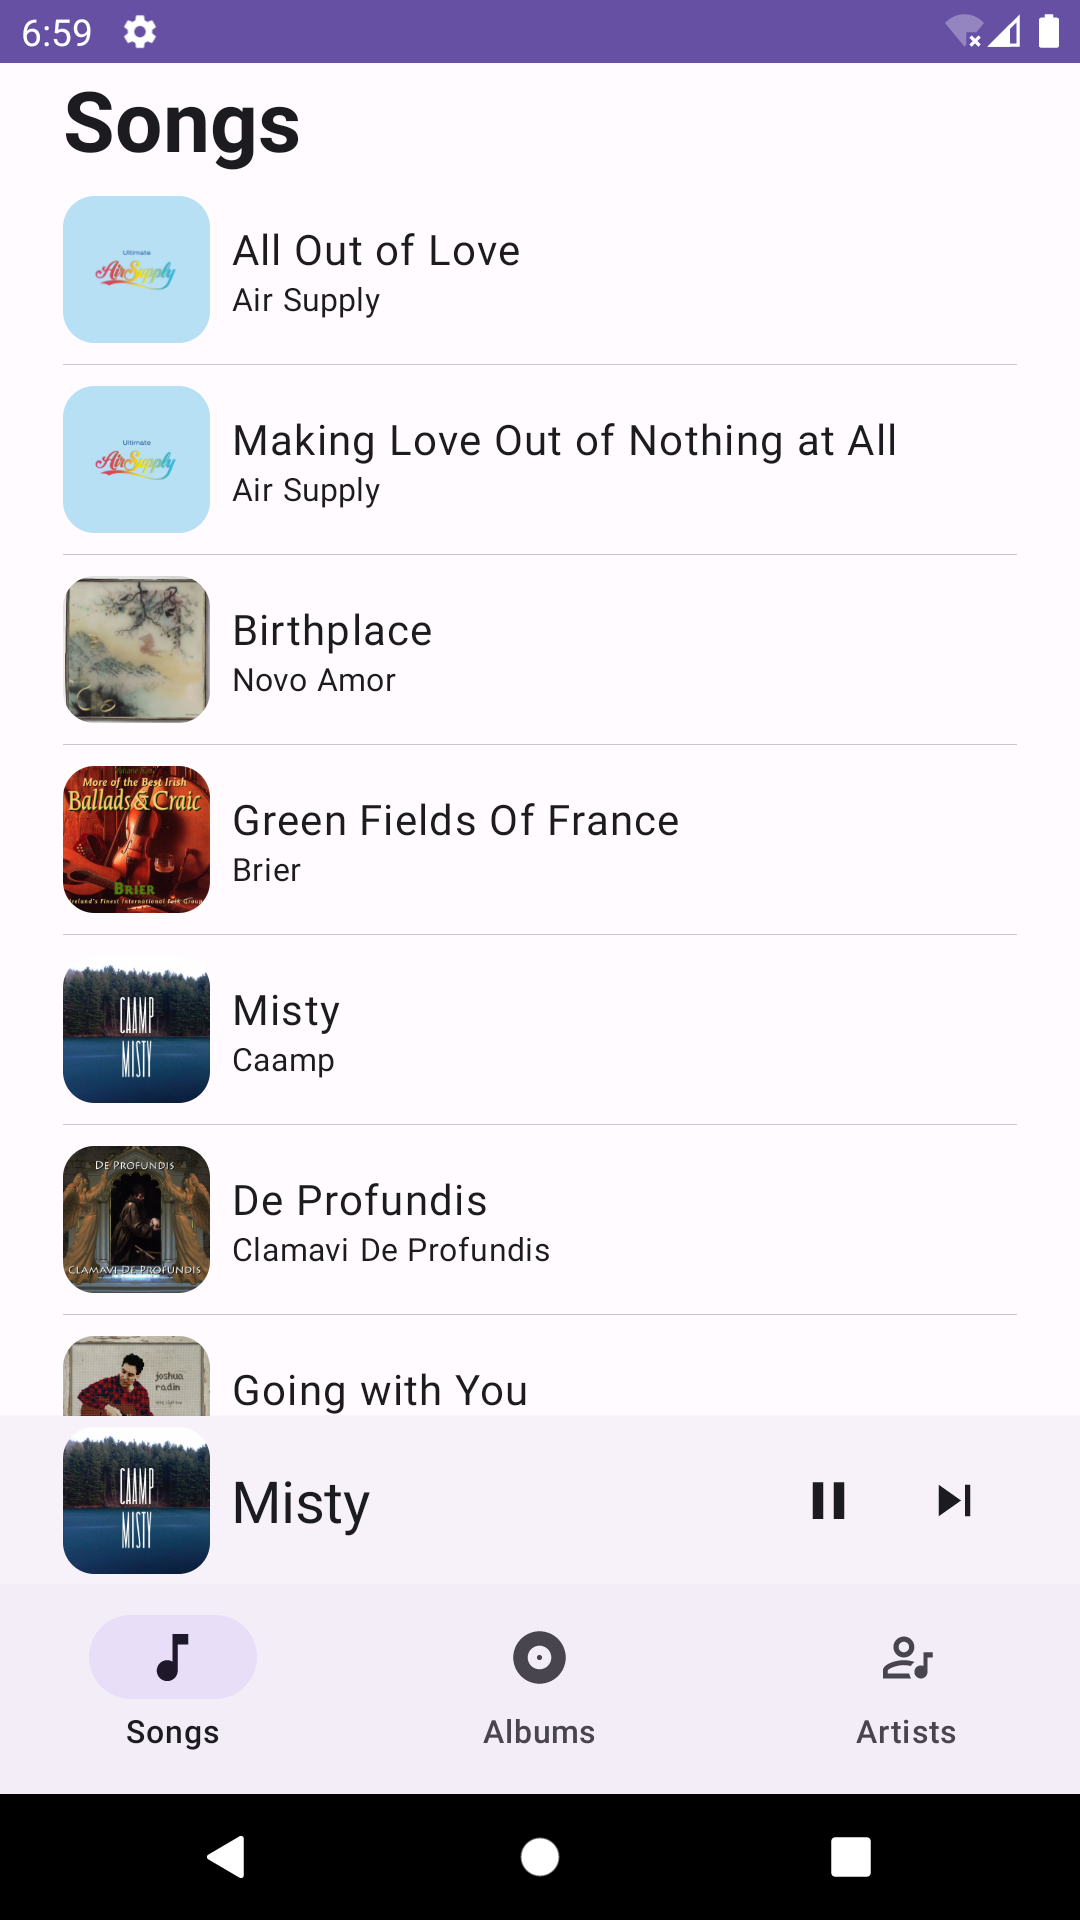 6:59
Songs
Ultimate
Air Supply
All Out of Love
Air Supply
Ultimate
Air Supply
Making Love Out of Nothing at All
Air Supply
Birthplace
Novo Amor
More of the Best Irish
Ballads & Craic
BRIER
Ireland's Finest International Folk Group
Green Fields Of France
Brier
CAAMP
MISTY
Misty
Caamp
DE PROFUNDIS
CLAMAVI DE PROFUNDIS
De Profundis
Clamavi De Profundis
joshua
radin
Going with You
CAAMP
MISTY
Misty
Songs
Albums
Artists